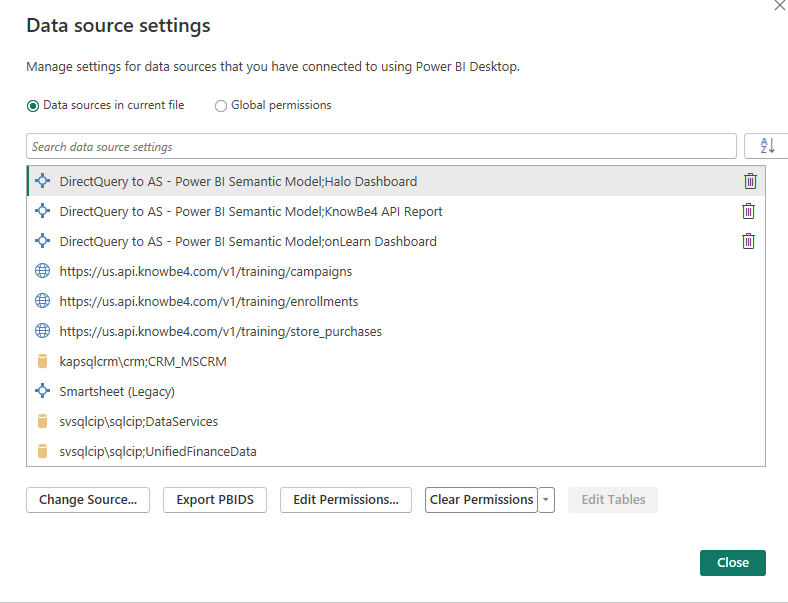 Data source settings
Manage settings for data sources that you have connected to using Power BI Desktop.
Data sources in current file Global permissions
Search data source settings
A
Z
DirectQuery to AS - Power BI Semantic Model;Halo Dashboard
DirectQuery to AS - Power BI Semantic Model;KnowBe4 API Report
DirectQuery to AS - Power BI Semantic Model;onLearn Dashboard
https://us.api.knowbe4.com/v1/training/campaigns
https://us.api.knowbe4.com/v1/training/enrollments
https://us.api.knowbe4.com/v1/training/store_purchases
kapsqlcrm\crm;CRM_MSCRM
Smartsheet (Legacy)
svsqlcip\sqlcip;DataServices
svsqlcip\sqlcip;UnifiedFinanceData
Change Source... Export PBIDS Edit Permissions... Clear Permissions Edit Tables
Close